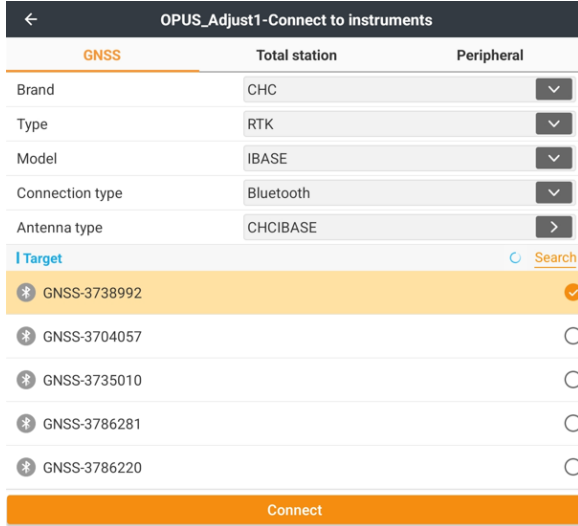 OPUS_Adjust1-Connect to instruments
GNSS Total station Peripheral
Brand CHC
Type RTK
Model IBASE
Connection type Bluetooth
Antenna type CHCIBASE
Target Search
GNSS-3738992
GNSS-3704057
GNSS-3735010
GNSS-3786281
GNSS-3786220
Connect